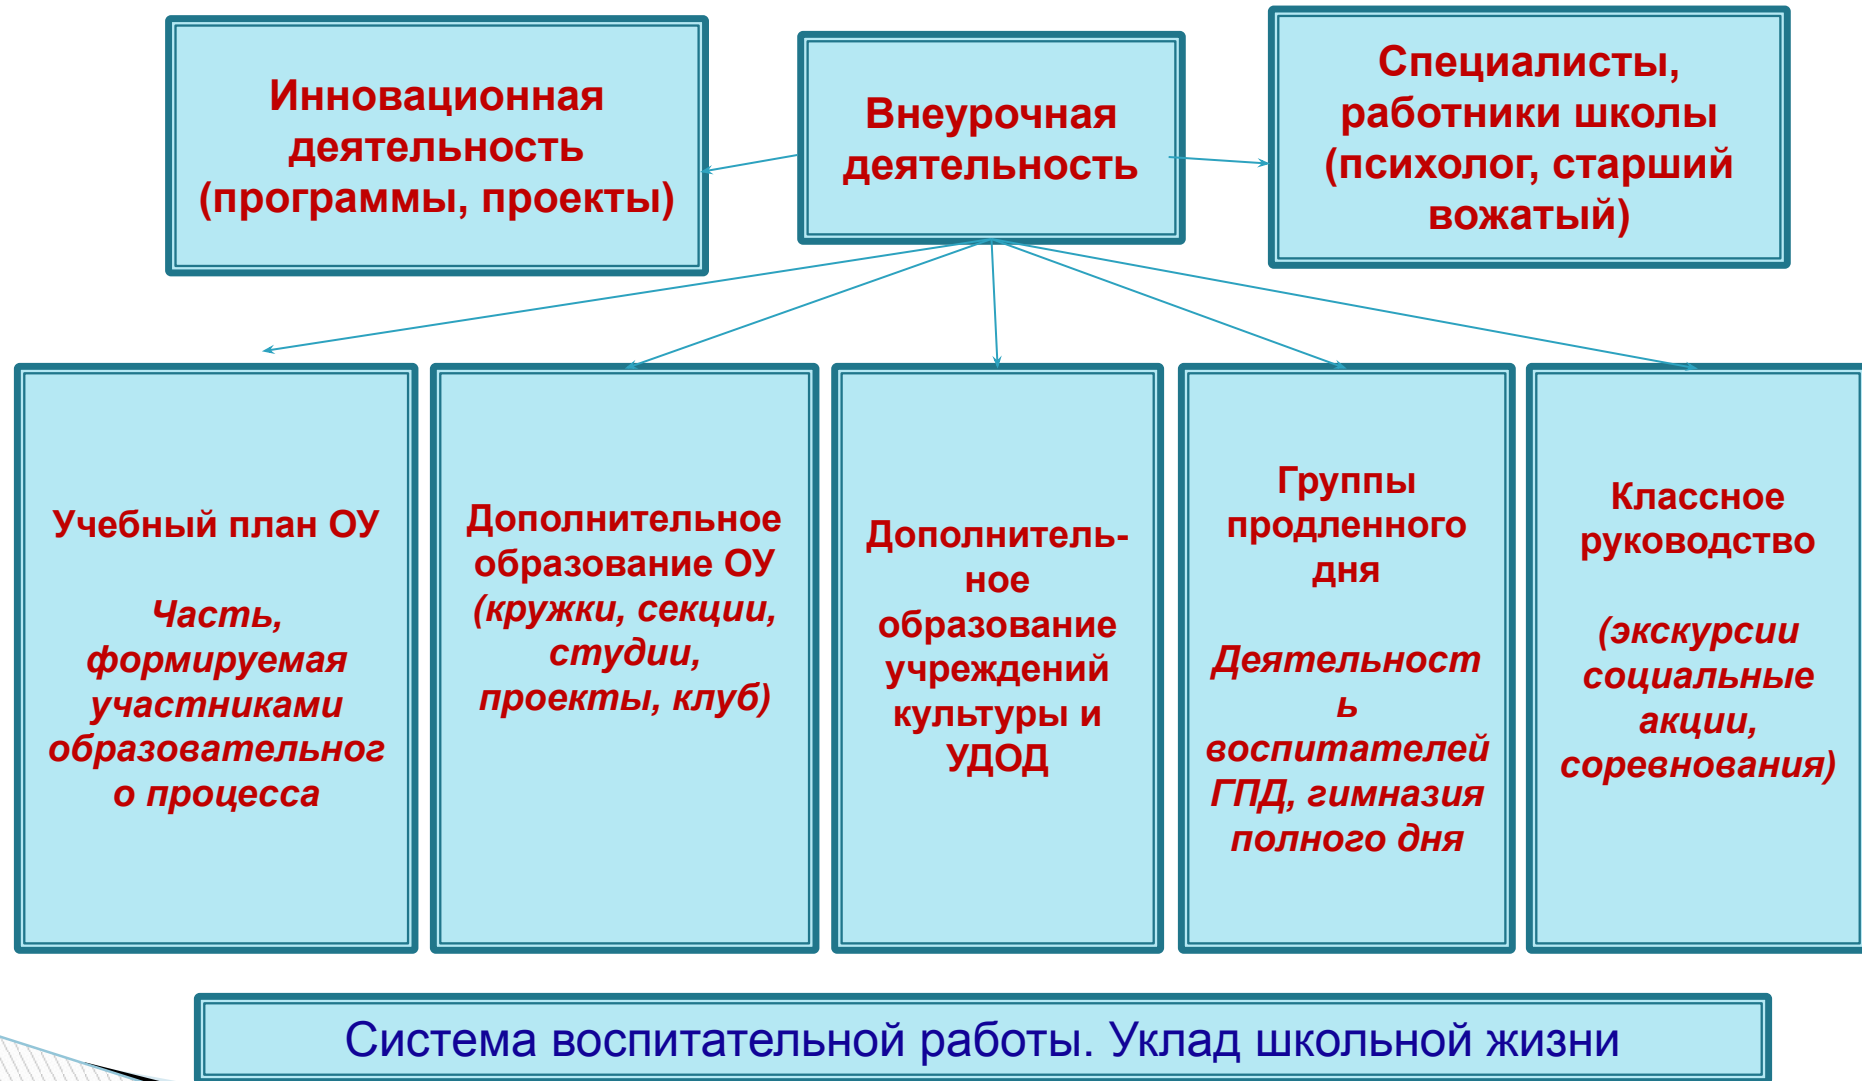 Инновационная
деятельность
(программы, проекты)
Внеурочная
деятельность
Специалисты,
работники школы
(психолог, старший
вожатый)
Учебный план ОУ
Часть,
формируемая
участниками
образовательног
о процесса
Дополнительное
образование ОУ
(кружки, секции,
студии,
проекты, клуб)
Дополнитель-
ное
образование
учреждений
культуры и
УДОД
Группы
продленного
дня
Деятельност
ь
воспитателей
ГПД, гимназия
полного дня
Классное
руководство
(экскурсии
социальные
акции,
соревнования)
Система воспитательной работы. Уклад школьной жизни